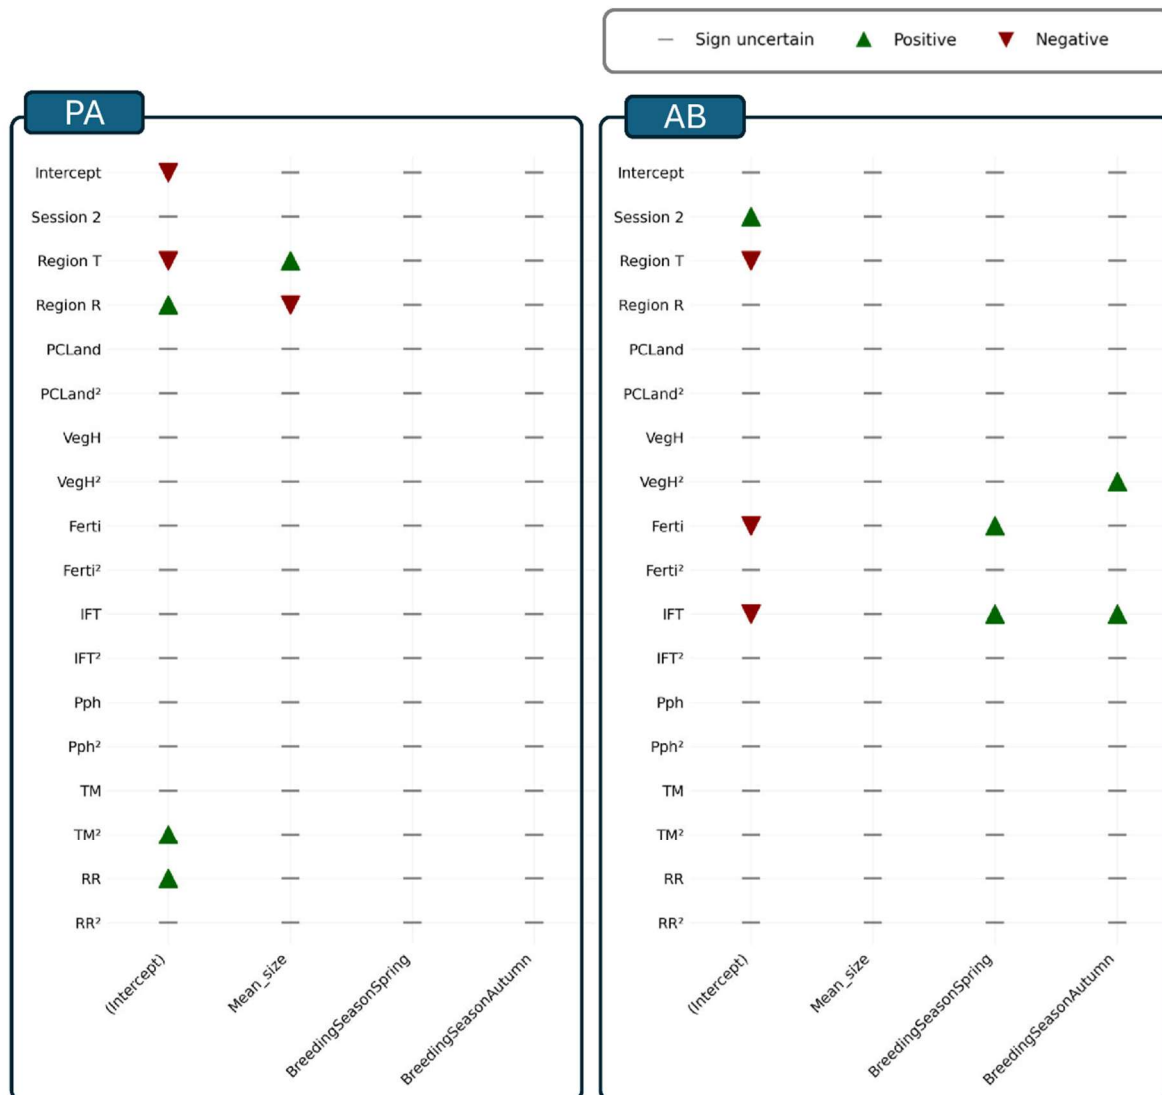 Sign uncertain Positive Negative
PA
Intercept
Session 2
Region T
Region R
PCLand
PCLand²
VegH
VegH²
Ferti
Ferti²
IFT
IFT²
Pph
Pph²
TM
TM²
RR
RR²
(Intercept)
Mean_size
BreedingSeasonSpring
BreedingSeasonAutumn
AB
Intercept
Session 2
Region T
Region R
PCLand
PCLand²
VegH
VegH²
Ferti
Ferti²
IFT
IFT²
Pph
Pph²
TM
TM²
RR
RR²
(Intercept)
Mean_size
BreedingSeasonSpring
BreedingSeasonAutumn